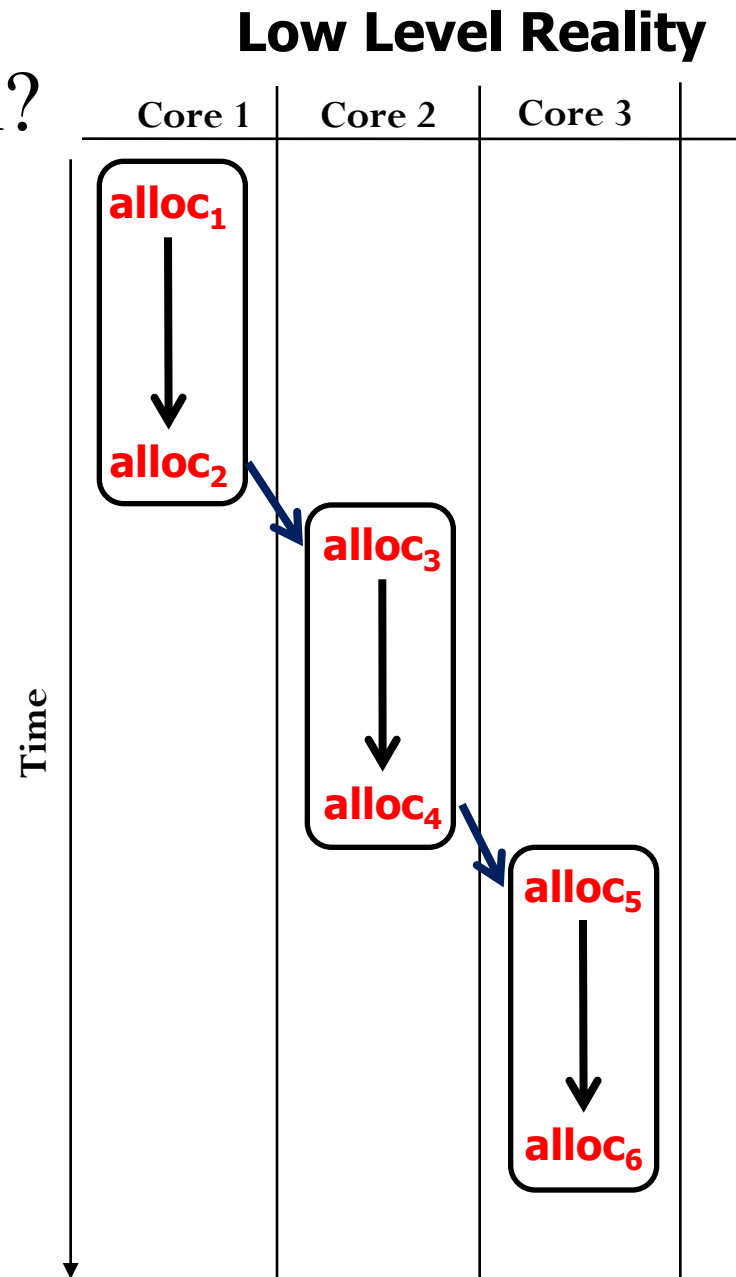 Low Level Reality
?
Core 1 Core 2 Core 3
alloc₁
alloc₂
alloc₃
Time
alloc₄
alloc₅
alloc₆